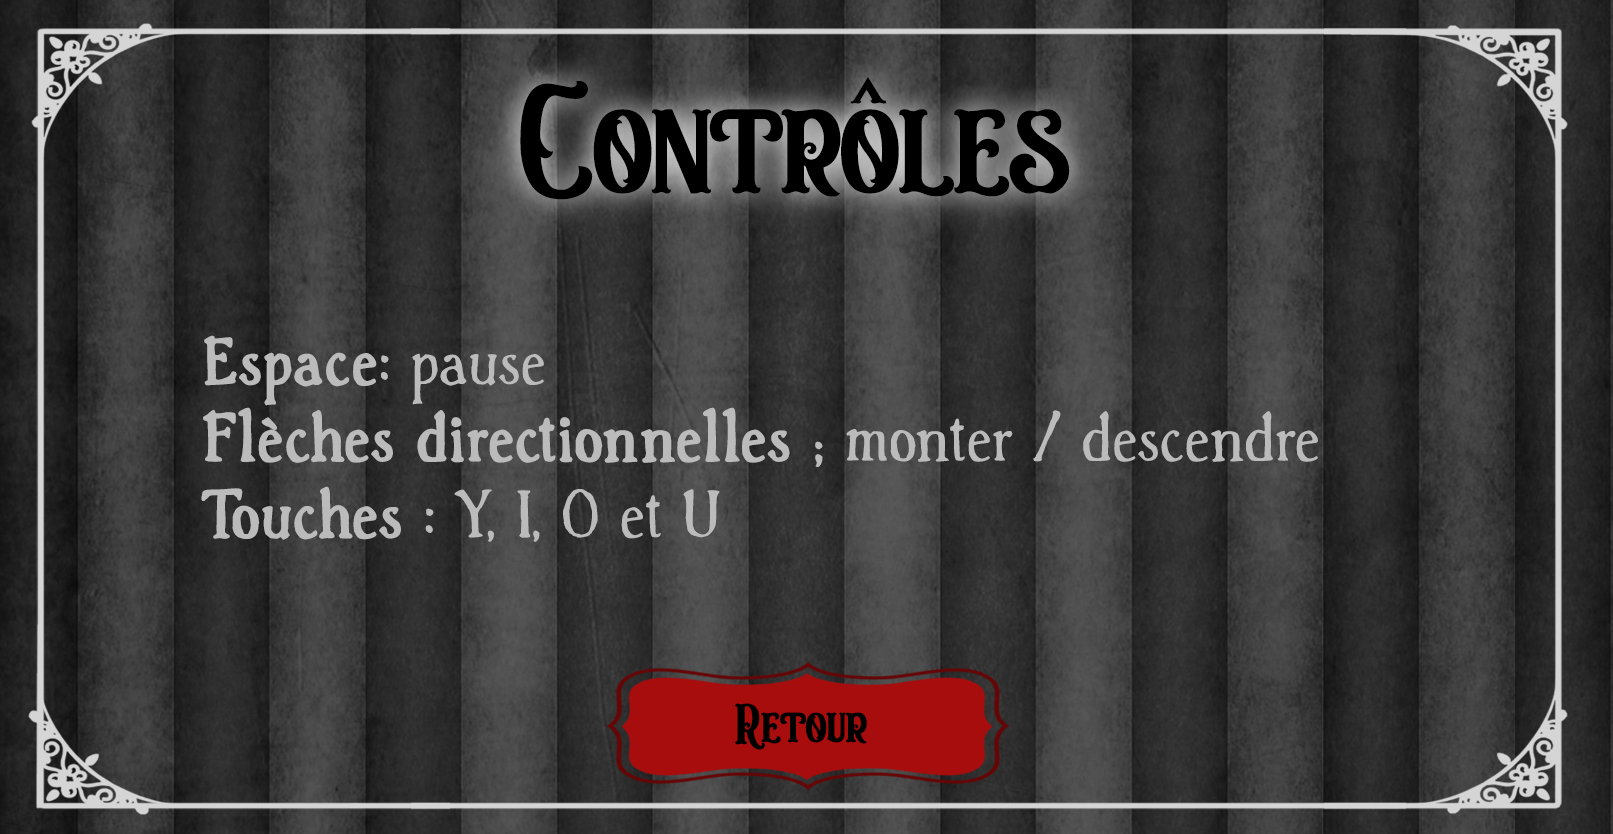 Contrôles
Espace: pause
Flèches directionnelles ; monter / descendre
Touches : Y, I, O et U
Retour